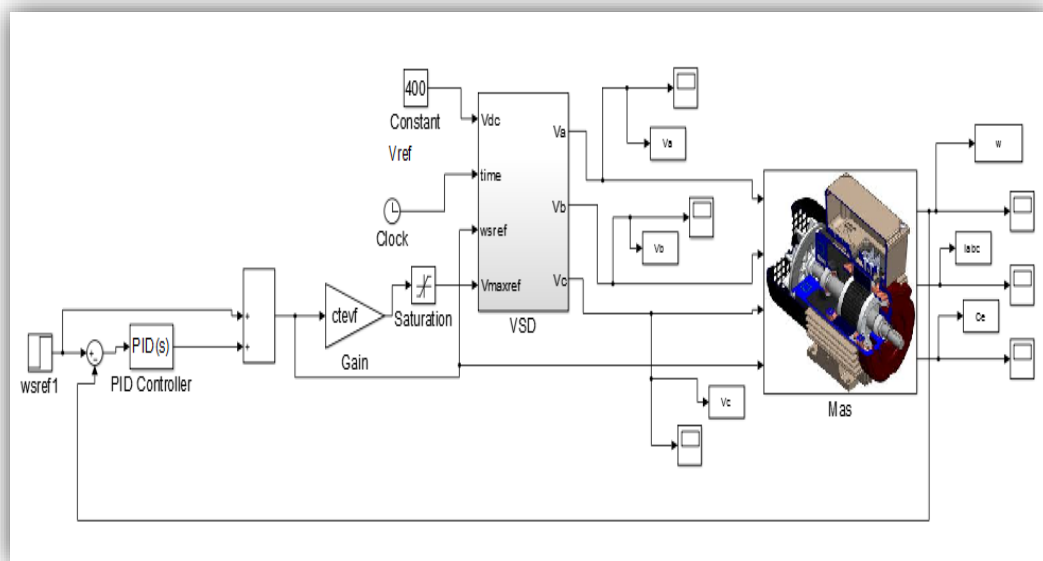 400
Constant
Vref
Clock
Vdc
time
wsref
Vmaxref
Va
Vb
Vc
VSD
Va
Vb
Vc
w
Iabc
Ce
Mas
wsref1
+
-
PID(s)
PID Controller
+
+
ctevf
Gain
Saturation